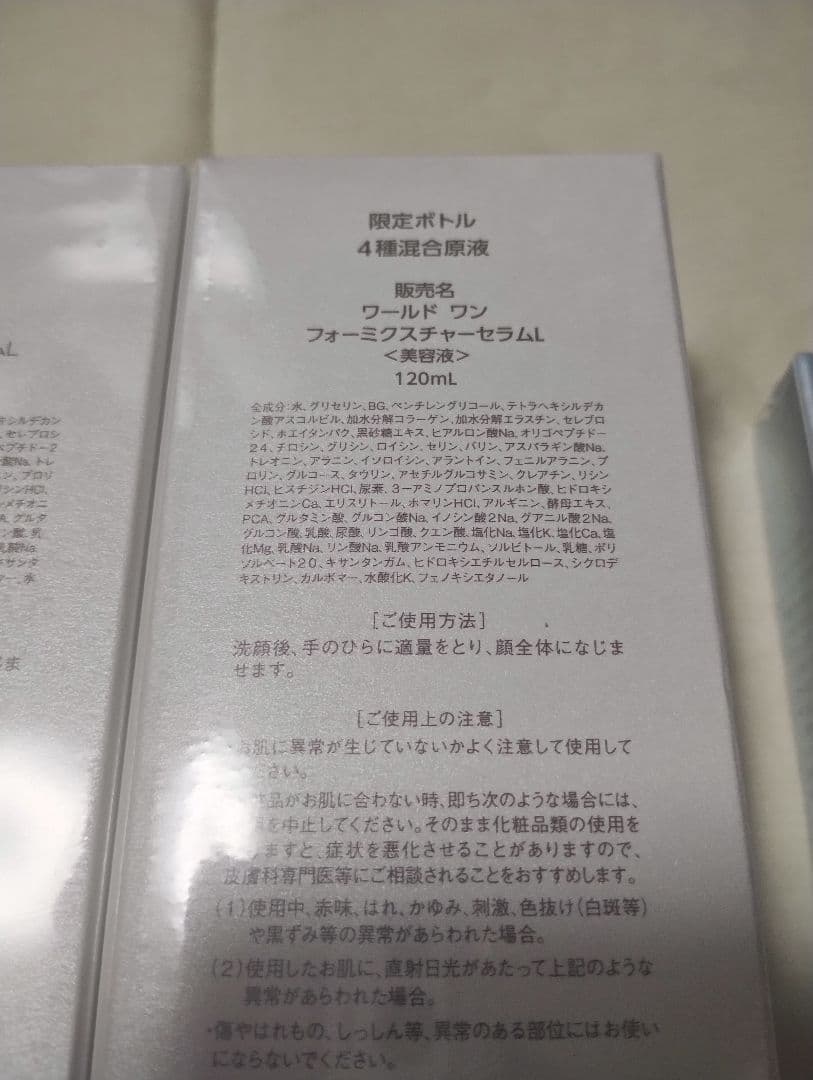 限定ボトル
4種混合原液
販売名
ワールド ワン
フォーミクスチャーセラムL
<美容液>
120mL
全成分:水、グリセリン、BG、ペンチレングリコール、テトラヘキシルデカ
ン酸アスコルビル、加水分解コラーゲン、加水分解エラスチン、セレブロ
シド、ホエイタンパク、黒砂糖エキス、ヒアルロン酸Na、オリゴペプチド-
24、チロシン、グリシン、ロイシン、セリン、バリン、アスパラギン酸Na、
トレオニン、アラニン、イソロイシン、アラントイン、フェニルアラニン、プ
ロリン、グルコース、タウリン、アセチルグルコサミン、クレアチン、リシン
HCl、ヒスチジンHCl、尿素、3-アミノプロパンスルホン酸、ヒドロキシ
メチオニンCa、エリスリトール、ホマリンHCl、アルギニン、酵母エキス、
PCA、グルタミン酸、グルコン酸Na、イノシン酸2Na、グアニル酸2Na、
グルコン酸、乳酸、尿酸、リンゴ酸、クエン酸、塩化Na、塩化K、塩化Ca、塩
化Mg、乳酸Na、リン酸Na、乳酸アンモニウム、ソルビトール、乳糖、ポリ
ソルベート20、キサンタンガム、ヒドロキシエチルセルロース、シクロデ
キストリン、カルボマー、水酸化K、フェノキシエタノール
[ご使用方法]
洗顔後、手のひらに適量をとり、顔全体になじま
せます。
[ご使用上の注意]
・お肌に異常が生じていないかよく注意して使用して
ださい。
品がお肌に合わない時、即ち次のような場合には、
を中止してください。そのまま化粧品類の使用を
ますと、症状を悪化させることがありますので、
皮膚科専門医等にご相談されることをおすすめします。
(1)使用中、赤味、はれ、かゆみ、刺激、色抜け(白斑等)
や黒ずみ等の異常があらわれた場合。
(2)使用したお肌に、直射日光があたって上記のような
異常があらわれた場合。
・傷やはれもの、しっしん等、異常のある部位にはお使い
にならないでください。